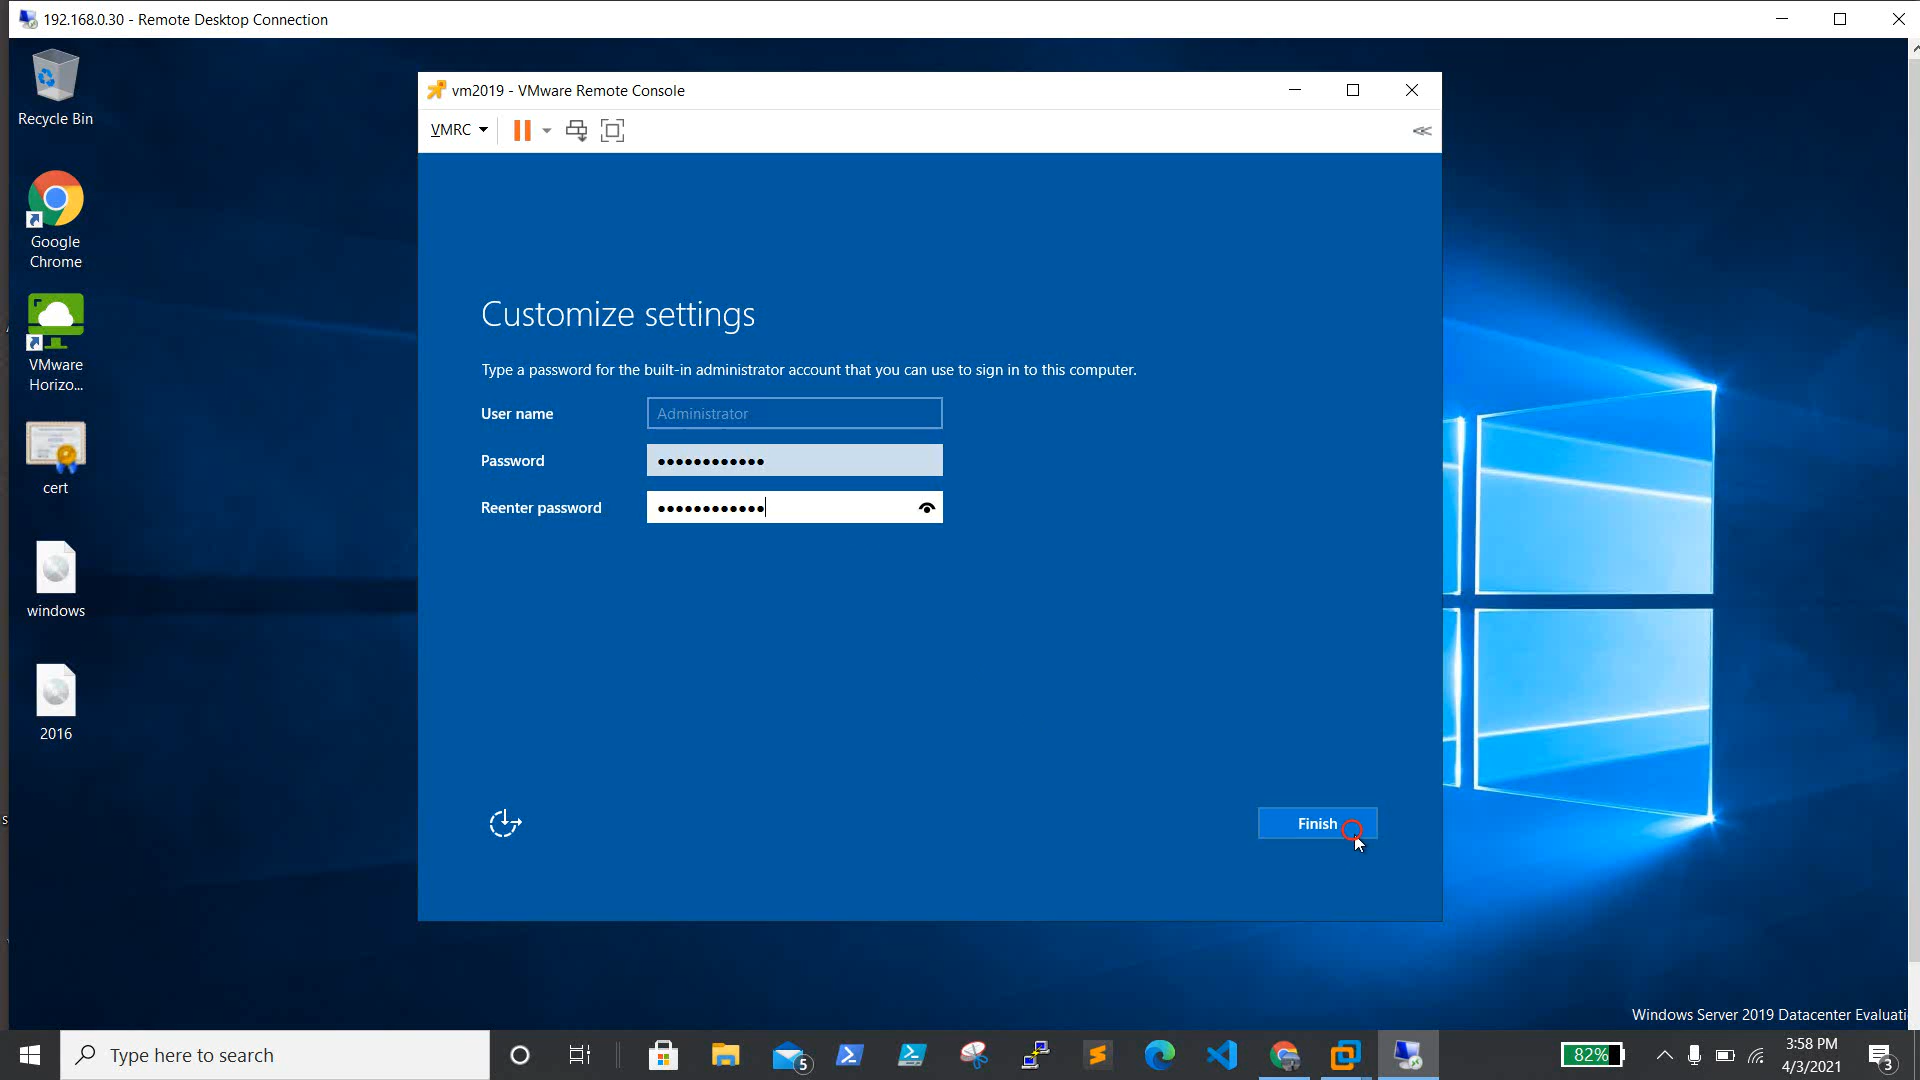 192.168.0.30 - Remote Desktop Connection
Recycle Bin
Google
Chrome
VMware
Horizo...
cert
windows
2016
vm2019 - VMware Remote Console
VMRC
Customize settings
Type a password for the built-in administrator account that you can use to sign in to this computer.
User name
Administrator
Password
••••••••••••
Reenter password
••••••••••••
Finish
Windows Server 2019 Datacenter Evaluati
Type here to search
5
82%
3:58 PM
4/3/2021
3